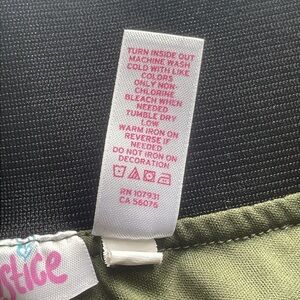 TURN INSIDE OUT
MACHINE WASH
COLD WITH LIKE
COLORS
ONLY NON-
CHLORINE
BLEACH WHEN
NEEDED
TUMBLE DRY
LOW
WARM IRON ON
REVERSE IF
NEEDED
DO NOT IRON ON
DECORATION
RN 107931
CA 56076
stice